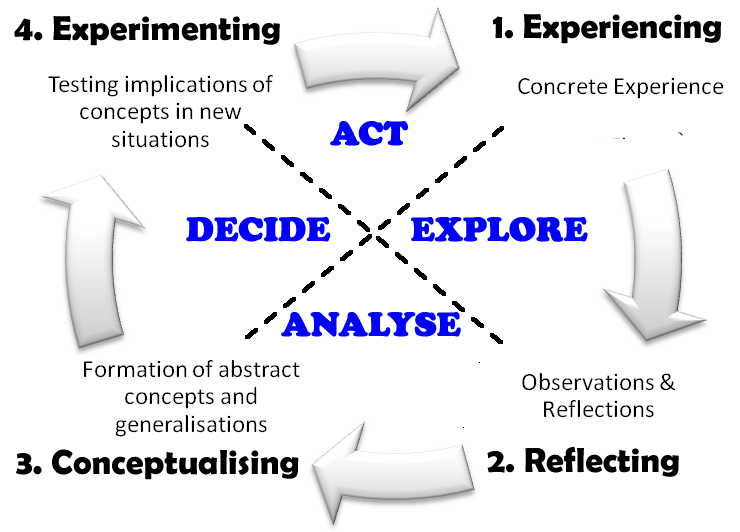 4. Experimenting
1. Experiencing
Testing implications of
concepts in new
situations
Concrete Experience
ACT
DECIDE
EXPLORE
ANALYSE
Formation of abstract
concepts and
generalisations
Observations &
Reflections
3. Conceptualising
2. Reflecting